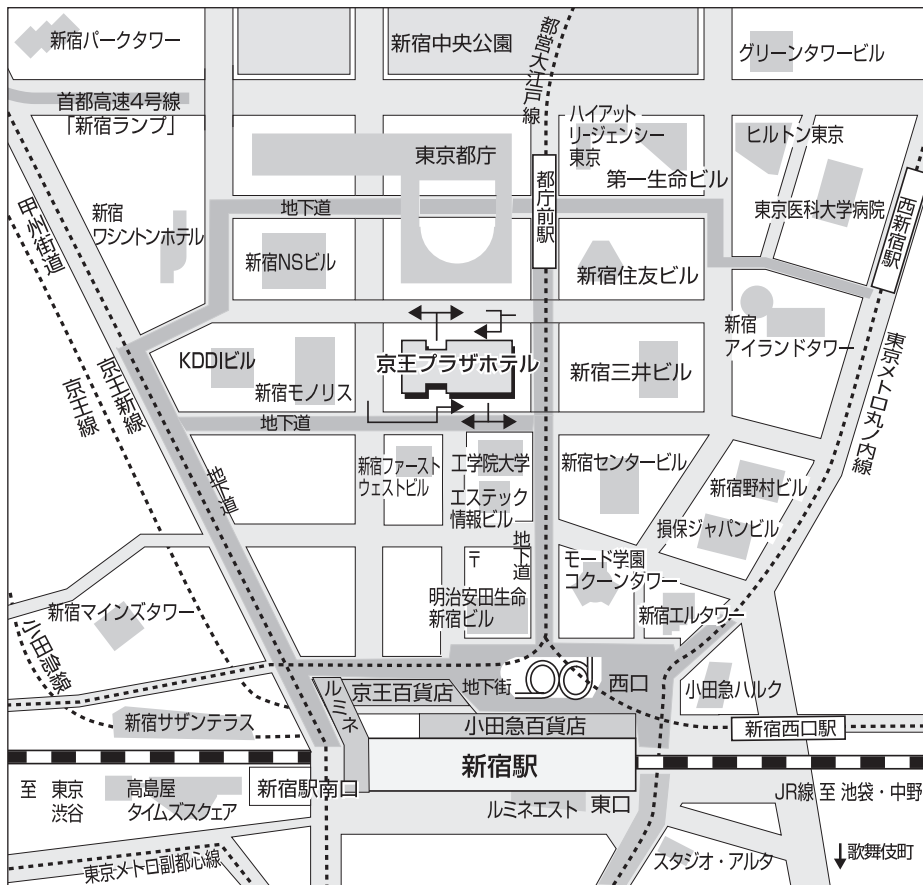 新宿パークタワー
新宿中央公園
都営大江戸線
グリーンタワービル
首都高速4号線
「新宿ランプ」
ハイアット
リージェンシー
東京
ヒルトン東京
東京都庁
都庁前駅
第一生命ビル
東京医科大学病院
西新宿駅
甲州街道
新宿
ワシントンホテル
地下道
新宿NSビル
新宿住友ビル
新宿
アイランドタワー
京王プラザホテル
KDDIビル
新宿モノリス
新宿三井ビル
京王新線
京王線
東京メトロ丸ノ内線
地下道
地下道
新宿ファースト
ウェストビル
工学院大学
エステック
情報ビル
新宿センタービル
新宿野村ビル
損保ジャパンビル
地下道
〒
モード学園
コクーンタワー
明治安田生命
新宿ビル
新宿エルタワー
新宿マインズタワー
小田急線
地下街
西口
小田急ハルク
ルミネ
京王百貨店
新宿サザンテラス
小田急百貨店
新宿西口駅
新宿駅
至 東京
渋谷
高島屋
タイムズスクェア
新宿駅南口
ルミネエスト
東口
JR線 至 池袋・中野
東京メトロ副都心線
スタジオ・アルタ
↓歌舞伎町